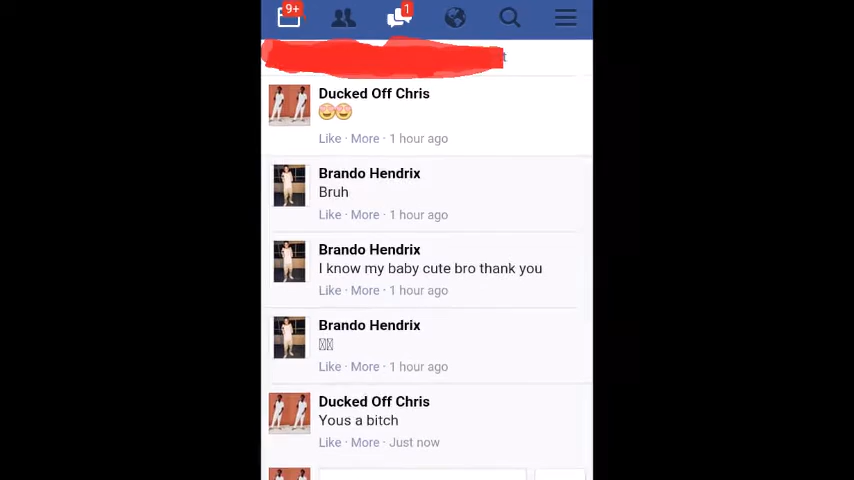 9+
1
Ducked Off Chris
Like · More · 1 hour ago
Brando Hendrix
Bruh
Like · More · 1 hour ago
Brando Hendrix
I know my baby cute bro thank you
Like · More · 1 hour ago
Brando Hendrix
Like · More · 1 hour ago
Ducked Off Chris
Yous a bitch
Like · More · Just now